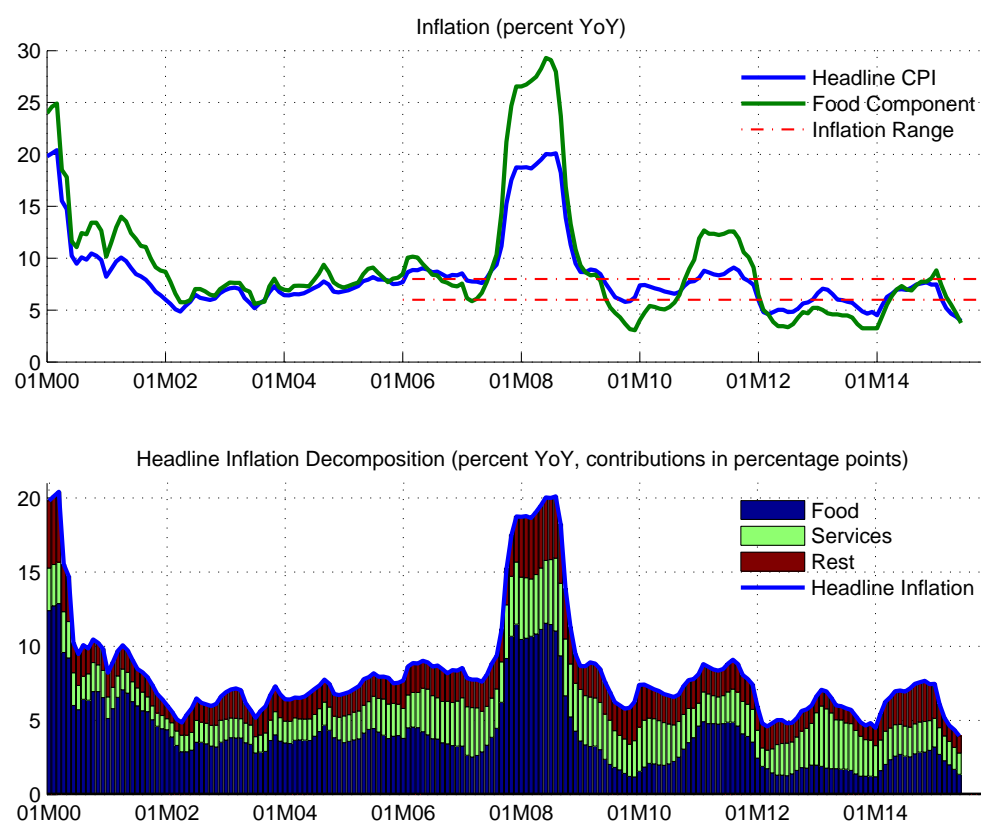 Inflation (percent YoY)
30
25
20
15
10
5
0
Headline CPI
Food Component
Inflation Range
01M00 01M02 01M04 01M06 01M08 01M10 01M12 01M14
Headline Inflation Decomposition (percent YoY, contributions in percentage points)
20
15
10
5
0
Food
Services
Rest
Headline Inflation
01M00 01M02 01M04 01M06 01M08 01M10 01M12 01M14